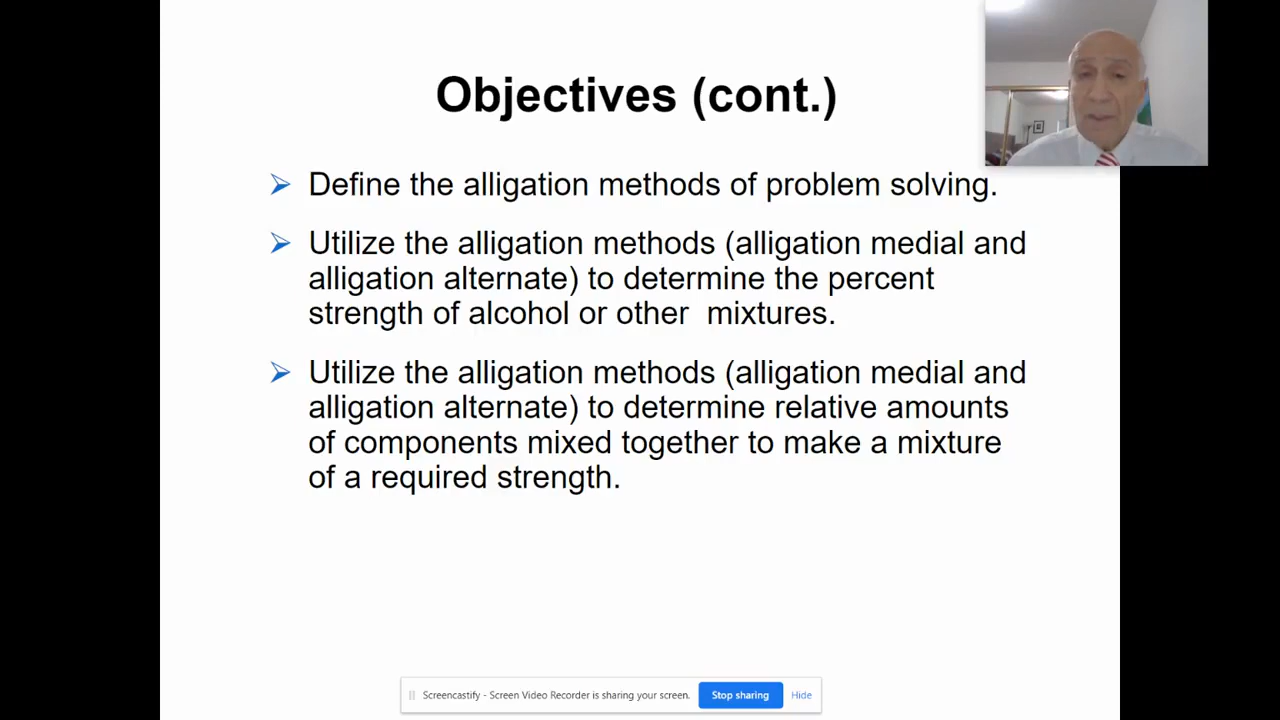 Objectives (cont.)
Define the alligation methods of problem solving.
Utilize the alligation methods (alligation medial and
alligation alternate) to determine the percent
strength of alcohol or other  mixtures.
Utilize the alligation methods (alligation medial and
alligation alternate) to determine relative amounts
of components mixed together to make a mixture
of a required strength.
Screencastify - Screen Video Recorder is sharing your screen. Stop sharing Hide